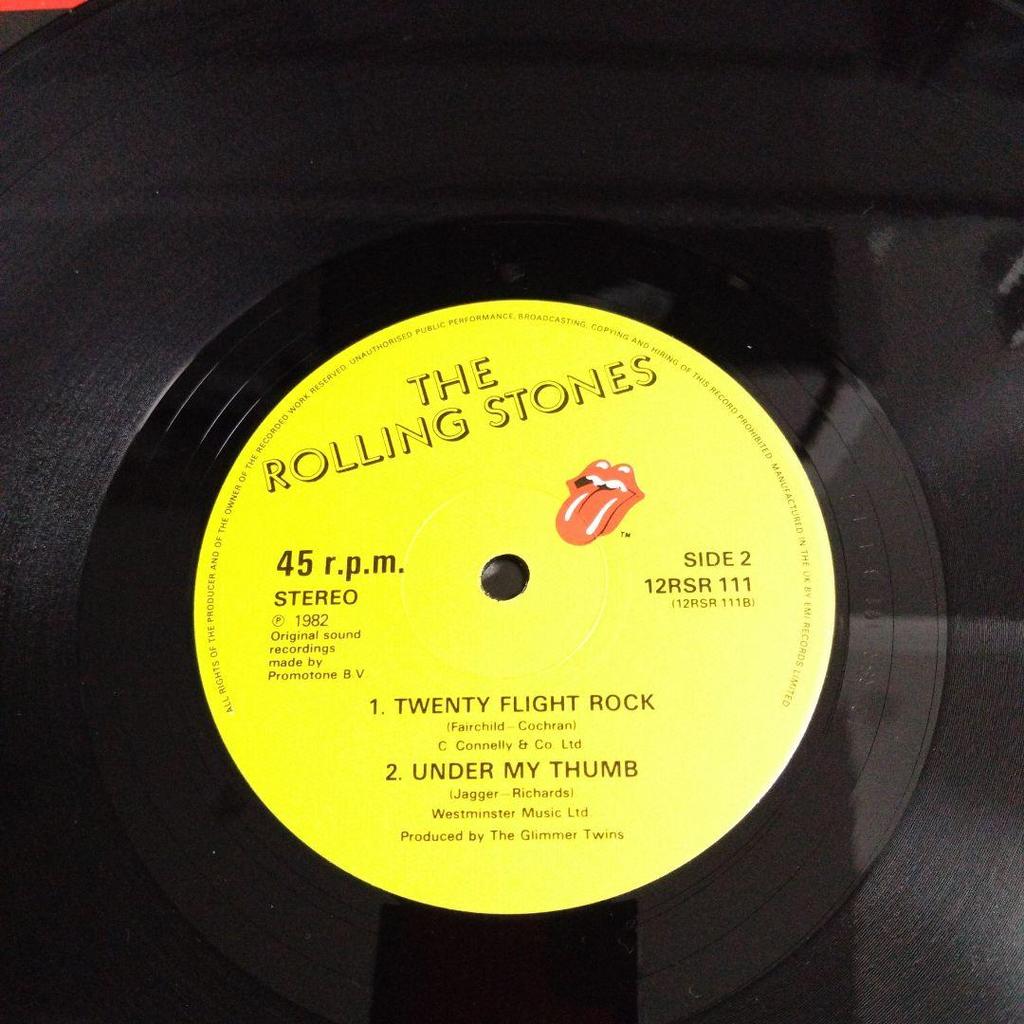 ALL RIGHTS OF THE PRODUCER AND OF THE OWNER OF THE RECORDED WORK RESERVED. UNAUTHORISED PUBLIC PERFORMANCE, BROADCASTING, COPYING AND HIRING OF THIS RECORD PROHIBITED. MANUFACTURED IN THE UK BY EMI RECORDS LIMITED
THE
ROLLING STONES
TM
45 r.p.m.
STEREO
℗ 1982
Original sound
recordings
made by
Promotone B.V
SIDE 2
12RSR 111
(12RSR 111B)
1. TWENTY FLIGHT ROCK
(Fairchild – Cochran)
C. Connelly & Co. Ltd
2. UNDER MY THUMB
(Jagger – Richards)
Westminster Music Ltd.
Produced by The Glimmer Twins